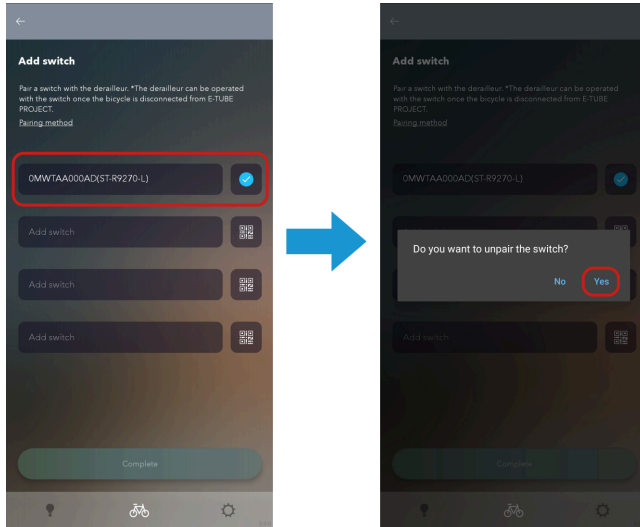 Add switch
Pair a switch with the derailleur. *The derailleur can be operated
with the switch once the bicycle is disconnected from E-TUBE
PROJECT.
Pairing method
0MWTAA000AD(ST-R9270-L)
Add switch
Add switch
Add switch
Complete
Add switch
Pair a switch with the derailleur. *The derailleur can be operated
with the switch once the bicycle is disconnected from E-TUBE
PROJECT.
Pairing method
0MWTAA000AD(ST-R9270-L)
Do you want to unpair the switch?
No
Yes
Add switch
Complete